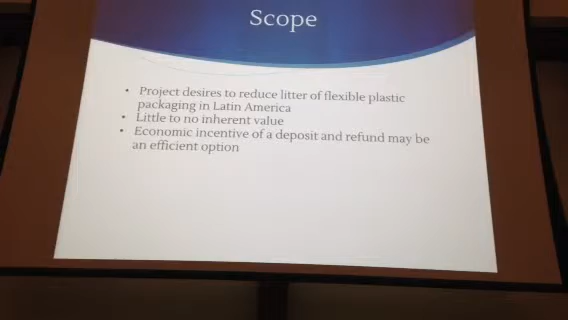 Scope
• Project desires to reduce litter of flexible plastic
packaging in Latin America
• Little to no inherent value
• Economic incentive of a deposit and refund may be
an efficient option